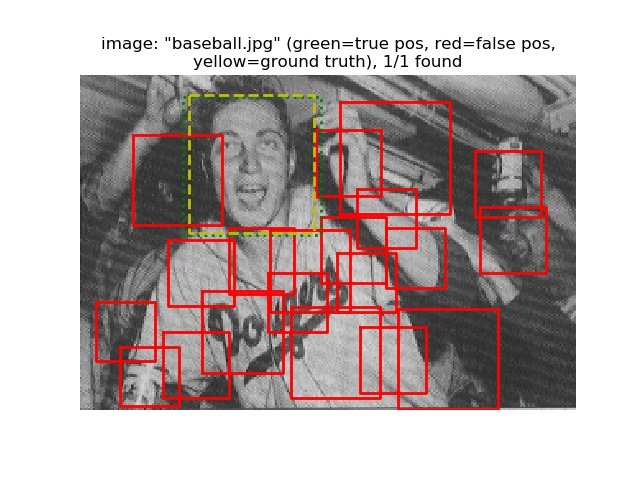 image: "baseball.jpg" (green=true pos, red=false pos,
yellow=ground truth), 1/1 found